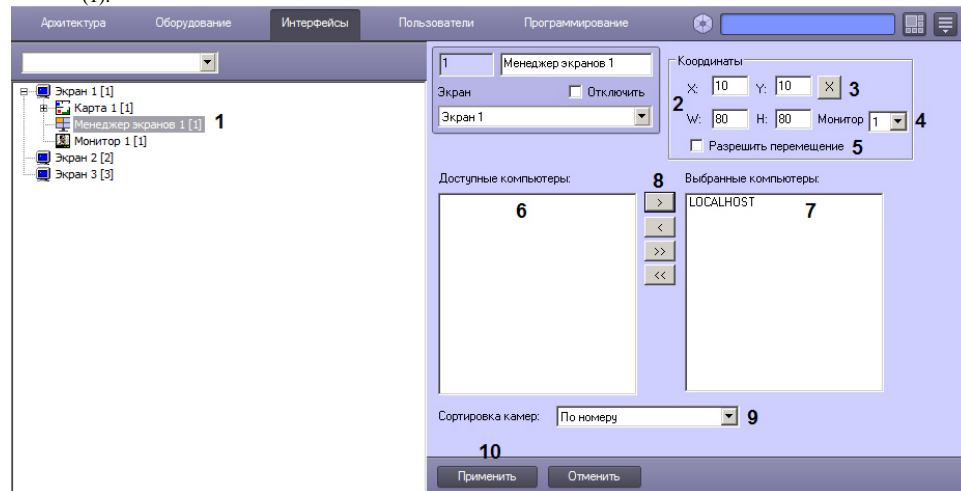 (1).
Архитектура Оборудование Интерфейсы Пользователи Программирование
1 Менеджер экранов 1
Экран Отключить
Экран 1
Координаты
X: 10 Y: 10 X 3
2
W: 80 H: 80 Монитор 1 4
Разрешить перемещение 5
Экран 1 [1]
Карта 1 [1]
Менеджер экранов 1 [1] 1
Монитор 1 [1]
Экран 2 [2]
Экран 3 [3]
Доступные компьютеры: 8 Выбранные компьютеры:
6
>
<
>>
<<
LOCALHOST
7
Сортировка камер: По номеру 9
10
Применить Отменить